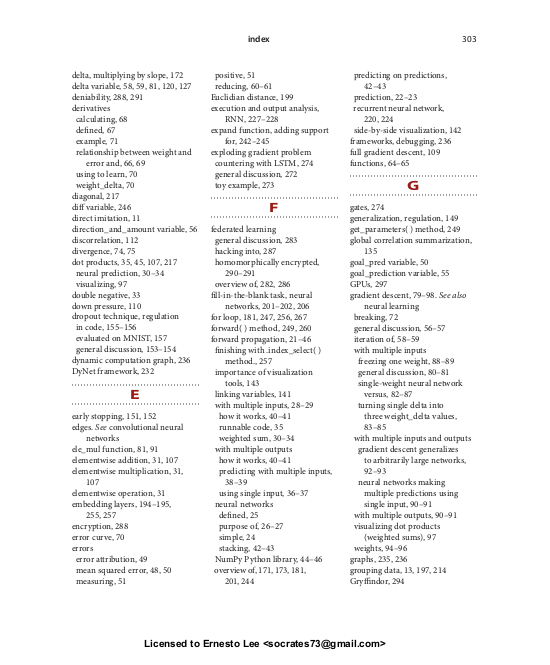 index
303
delta, multiplying by slope, 172
delta variable, 58, 59, 81, 120, 127
deniability, 288, 291
derivatives
calculating, 68
defined, 67
example, 71
relationship between weight and
error and, 66, 69
using to learn, 70
weight_delta, 70
diagonal, 217
diff variable, 246
direct imitation, 11
direction_and_amount variable, 56
discorrelation, 112
divergence, 74, 75
dot products, 35, 45, 107, 217
neural prediction, 30–34
visualizing, 97
double negative, 33
down pressure, 110
dropout technique, regulation
in code, 155–156
evaluated on MNIST, 157
general discussion, 153–154
dynamic computation graph, 236
DyNet framework, 232
E
early stopping, 151, 152
edges. See convolutional neural
networks
ele_mul function, 81, 91
elementwise addition, 31, 107
elementwise multiplication, 31,
107
elementwise operation, 31
embedding layers, 194–195,
255, 257
encryption, 288
error curve, 70
errors
error attribution, 49
mean squared error, 48, 50
measuring, 51
positive, 51
reducing, 60–61
Euclidian distance, 199
execution and output analysis,
RNN, 227–228
expand function, adding support
for, 242–245
exploding gradient problem
countering with LSTM, 274
general discussion, 272
toy example, 273
F
federated learning
general discussion, 283
hacking into, 287
homomorphically encrypted,
290–291
overview of, 282, 286
fill-in-the-blank task, neural
networks, 201–202, 206
for loop, 181, 247, 256, 267
forward( ) method, 249, 260
forward propagation, 21–46
finishing with .index_select( )
method., 257
importance of visualization
tools, 143
linking variables, 141
with multiple inputs, 28–29
how it works, 40–41
runnable code, 35
weighted sum, 30–34
with multiple outputs
how it works, 40–41
predicting with multiple inputs,
38–39
using single input, 36–37
neural networks
defined, 25
purpose of, 26–27
simple, 24
stacking, 42–43
NumPy Python library, 44–46
overview of, 171, 173, 181,
201, 244
predicting on predictions,
42–43
prediction, 22–23
recurrent neural network,
220, 224
side-by-side visualization, 142
frameworks, debugging, 236
full gradient descent, 109
functions, 64–65
G
gates, 274
generalization, regulation, 149
get_parameters( ) method, 249
global correlation summarization,
135
goal_pred variable, 50
goal_prediction variable, 55
GPUs, 297
gradient descent, 79–98. See also
neural learning
breaking, 72
general discussion, 56–57
iteration of, 58–59
with multiple inputs
freezing one weight, 88–89
general discussion, 80–81
single-weight neural network
versus, 82–87
turning single delta into
three weight_delta values,
83–85
with multiple inputs and outputs
gradient descent generalizes
to arbitrarily large networks,
92–93
neural networks making
multiple predictions using
single input, 90–91
with multiple outputs, 90–91
visualizing dot products
(weighted sums), 97
weights, 94–96
graphs, 235, 236
grouping data, 13, 197, 214
Gryffindor, 294
Licensed to Ernesto Lee <socrates73@gmail.com>